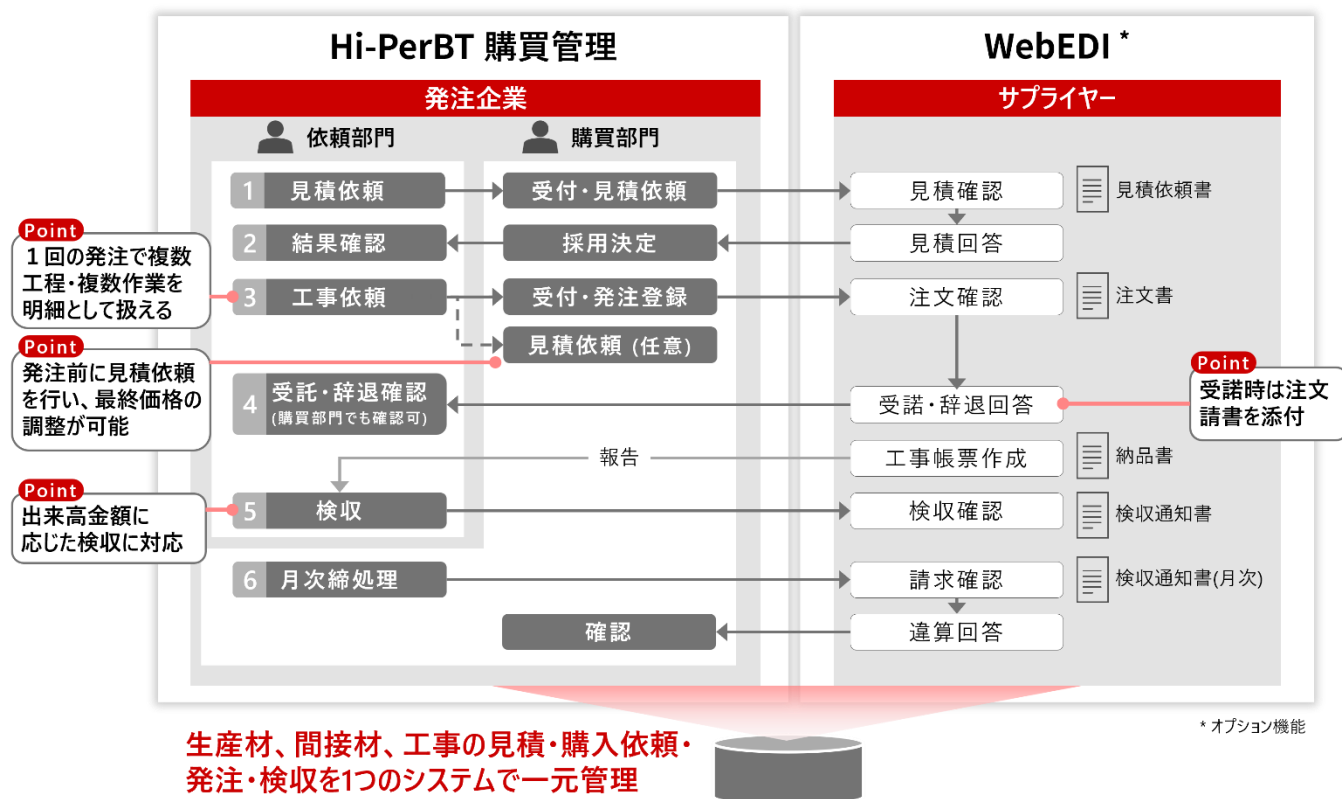 Hi-PerBT 購買管理
WebEDI *
発注企業
サプライヤー
依頼部門
購買部門
1 見積依頼
受付・見積依頼
見積確認
見積依頼書
2 結果確認
採用決定
見積回答
Point
1回の発注で複数
工程・複数作業を
明細として扱える
3 工事依頼
受付・発注登録
注文確認
注文書
見積依頼 (任意)
Point
発注前に見積依頼
を行い、最終価格の
調整が可能
4 受託・辞退確認
(購買部門でも確認可)
受諾・辞退回答
Point
受諾時は注文
請書を添付
報告
工事帳票作成
納品書
Point
出来高金額に
応じた検収に対応
5 検収
検収確認
検収通知書
6 月次締処理
請求確認
検収通知書(月次)
確認
違算回答
* オプション機能
生産材、間接材、工事の見積・購入依頼・
発注・検収を1つのシステムで一元管理